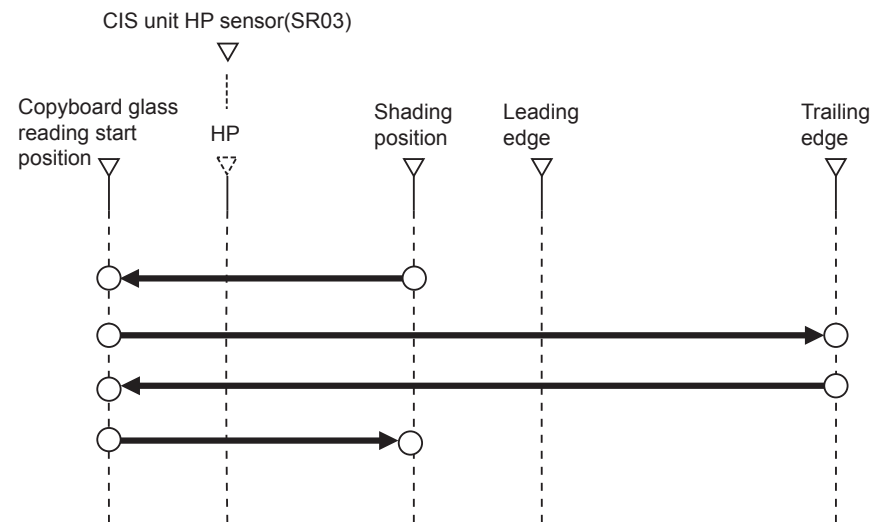 CIS unit HP sensor(SR03)
Copyboard glass
reading start
position
HP
Shading
position
Leading
edge
Trailing
edge